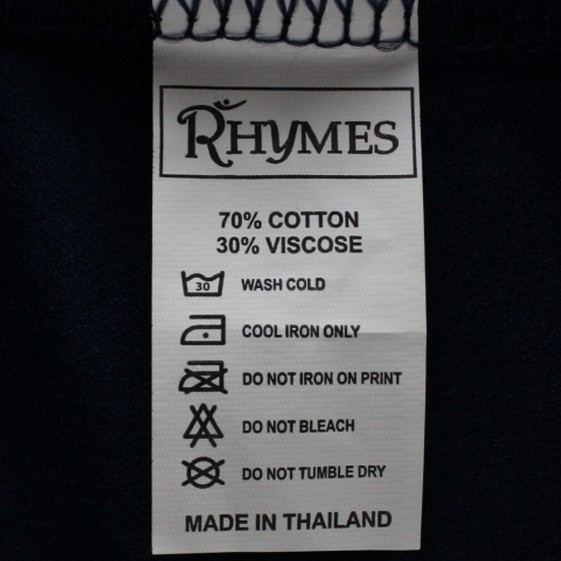 RHYMES
70% COTTON
30% VISCOSE
30 WASH COLD
COOL IRON ONLY
DO NOT IRON ON PRINT
DO NOT BLEACH
DO NOT TUMBLE DRY
MADE IN THAILAND